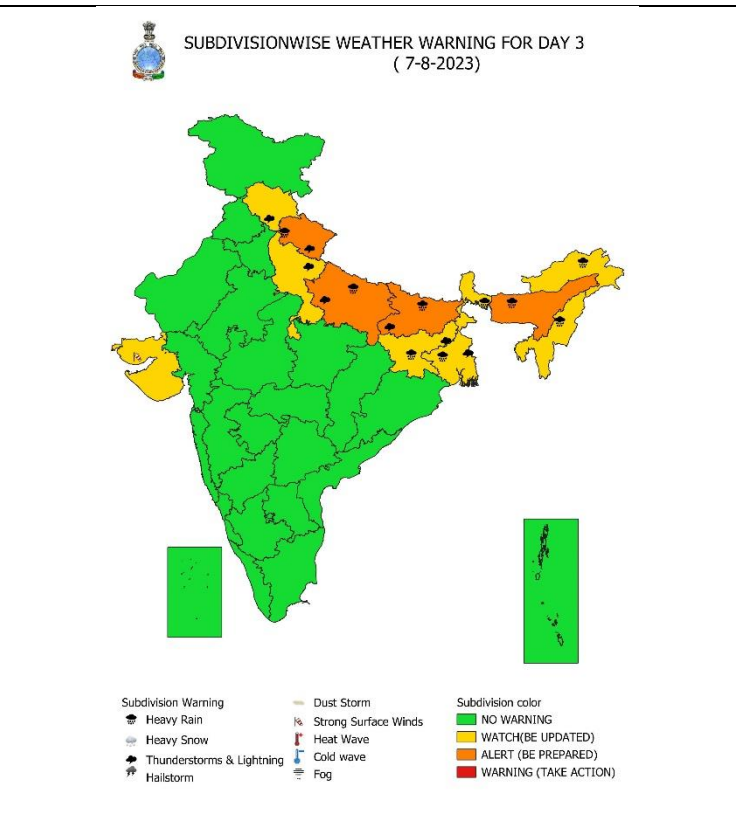 SUBDIVISIONWISE WEATHER WARNING FOR DAY 3
( 7-8-2023)
Subdivision Warning
Heavy Rain
Heavy Snow
Thunderstorms & Lightning
Hailstorm
Dust Storm
Strong Surface Winds
Heat Wave
Cold wave
Fog
Subdivision color
NO WARNING
WATCH(BE UPDATED)
ALERT (BE PREPARED)
WARNING (TAKE ACTION)